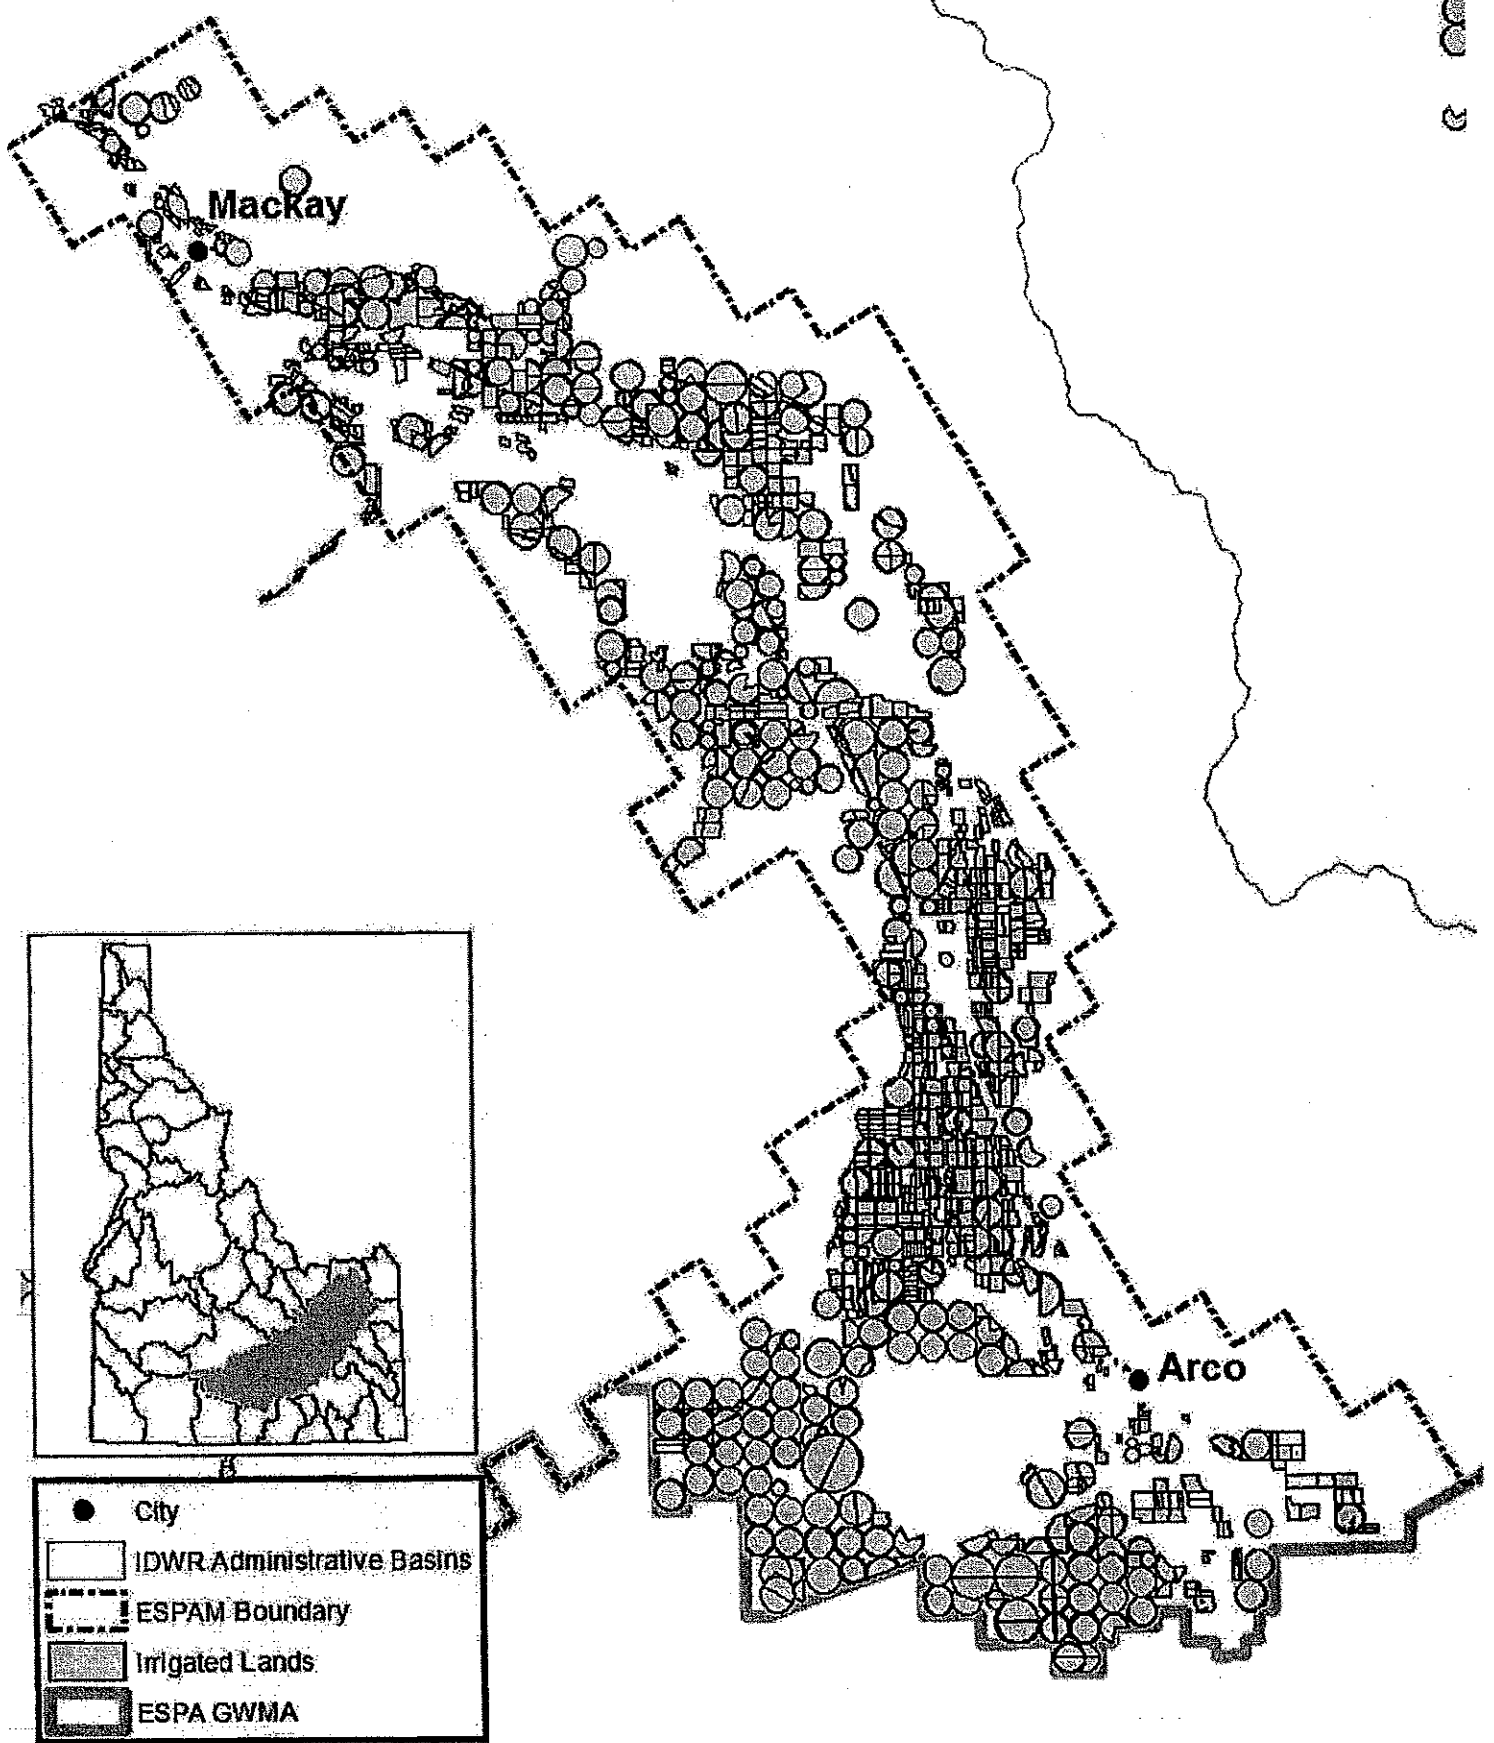 Mackay
Arco
City
IDWR Administrative Basins
ESPAM Boundary
Irrigated Lands
ESPA GWMA